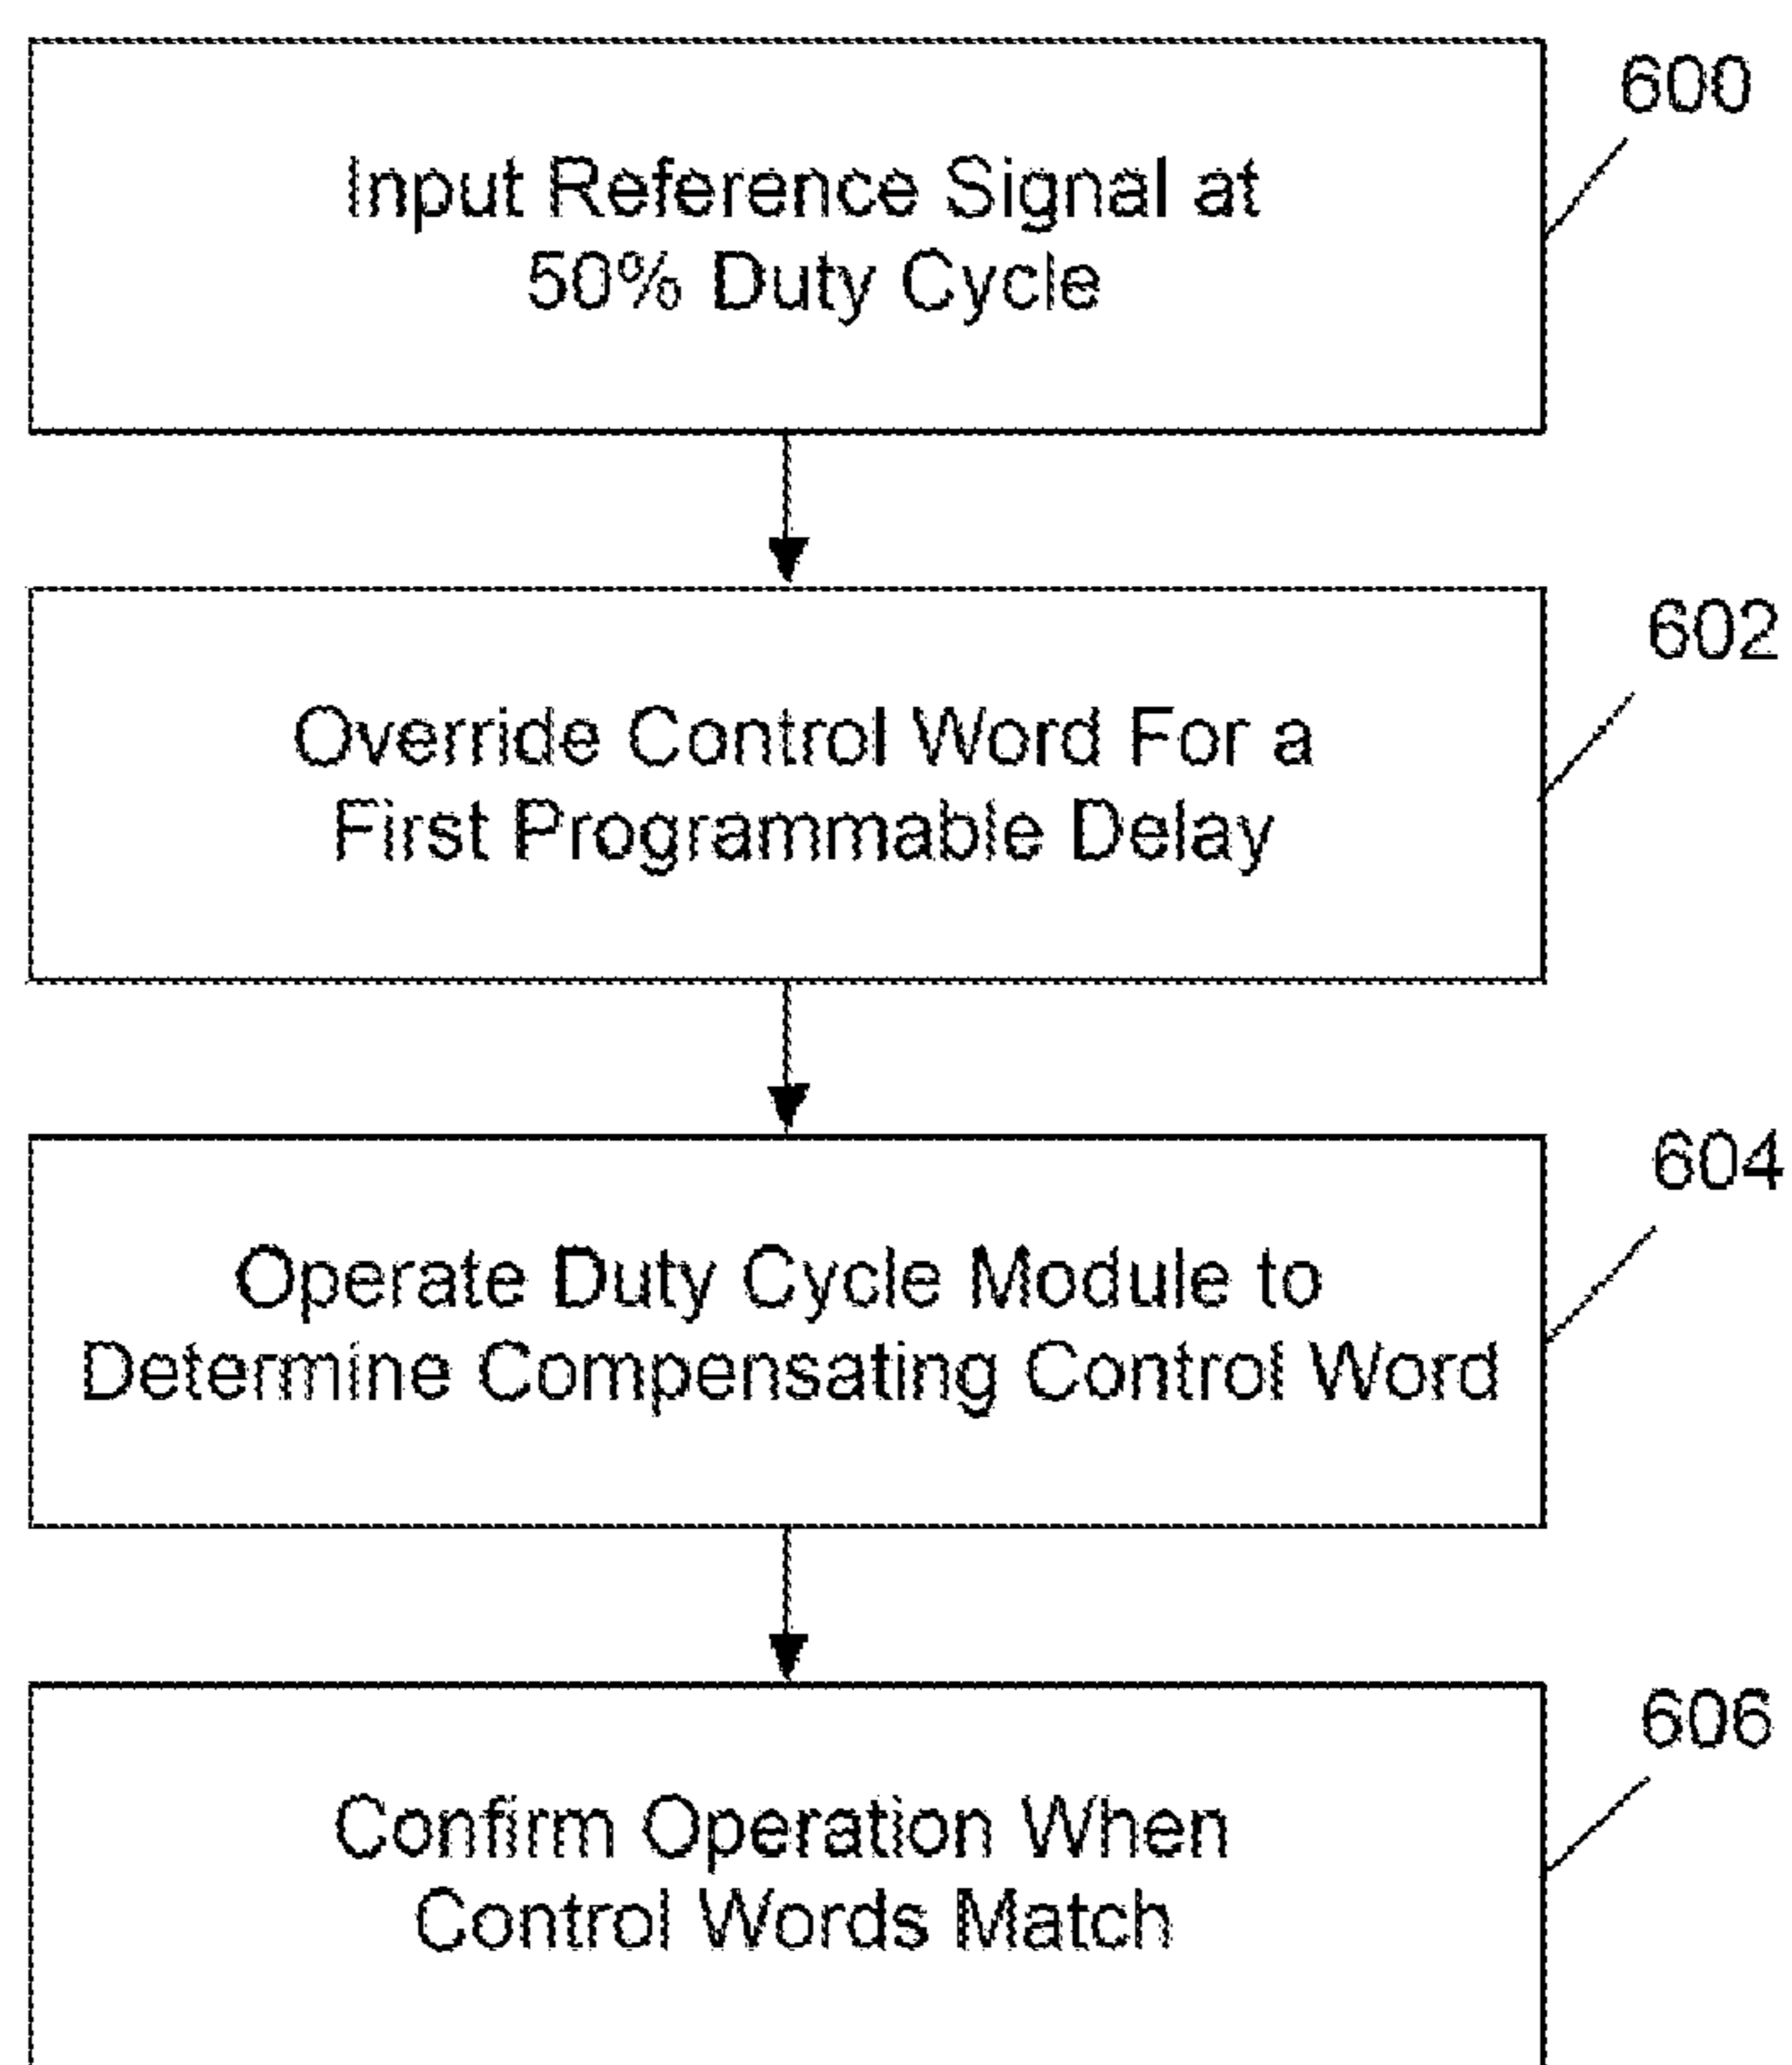 600
Input Reference Signal at
50% Duty Cycle
602
Override Control Word For a
First Programmable Delay
604
Operate Duty Cycle Module to
Determine Compensating Control Word
606
Confirm Operation When
Control Words Match